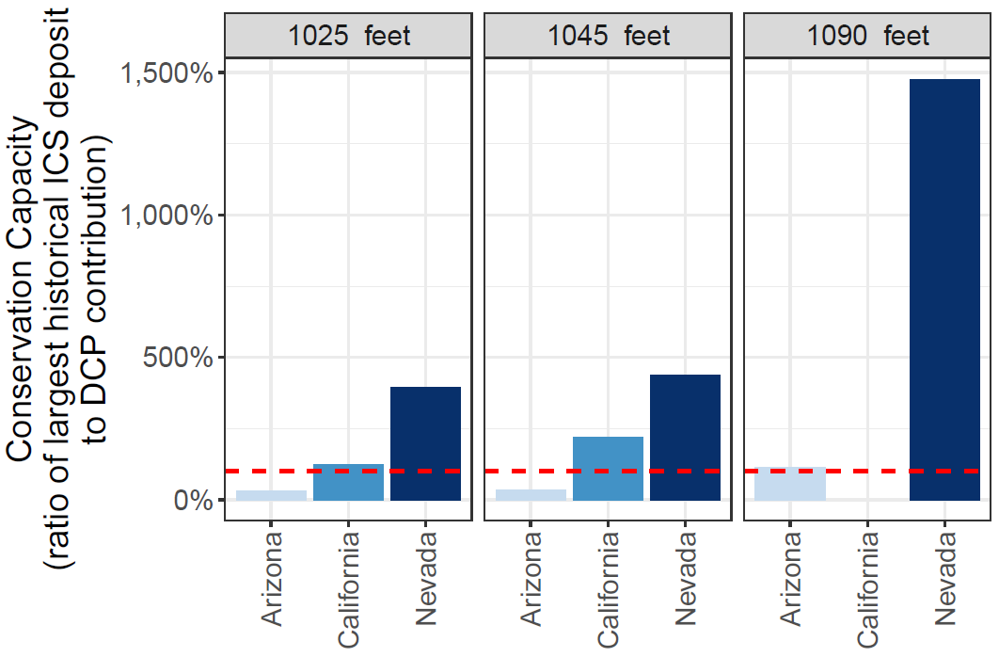 1025 feet
1045 feet
1090 feet
Conservation Capacity
(ratio of largest historical ICS deposit
to DCP contribution)
1,500%
1,000%
500%
0%
Arizona
California
Nevada
Arizona
California
Nevada
Arizona
California
Nevada